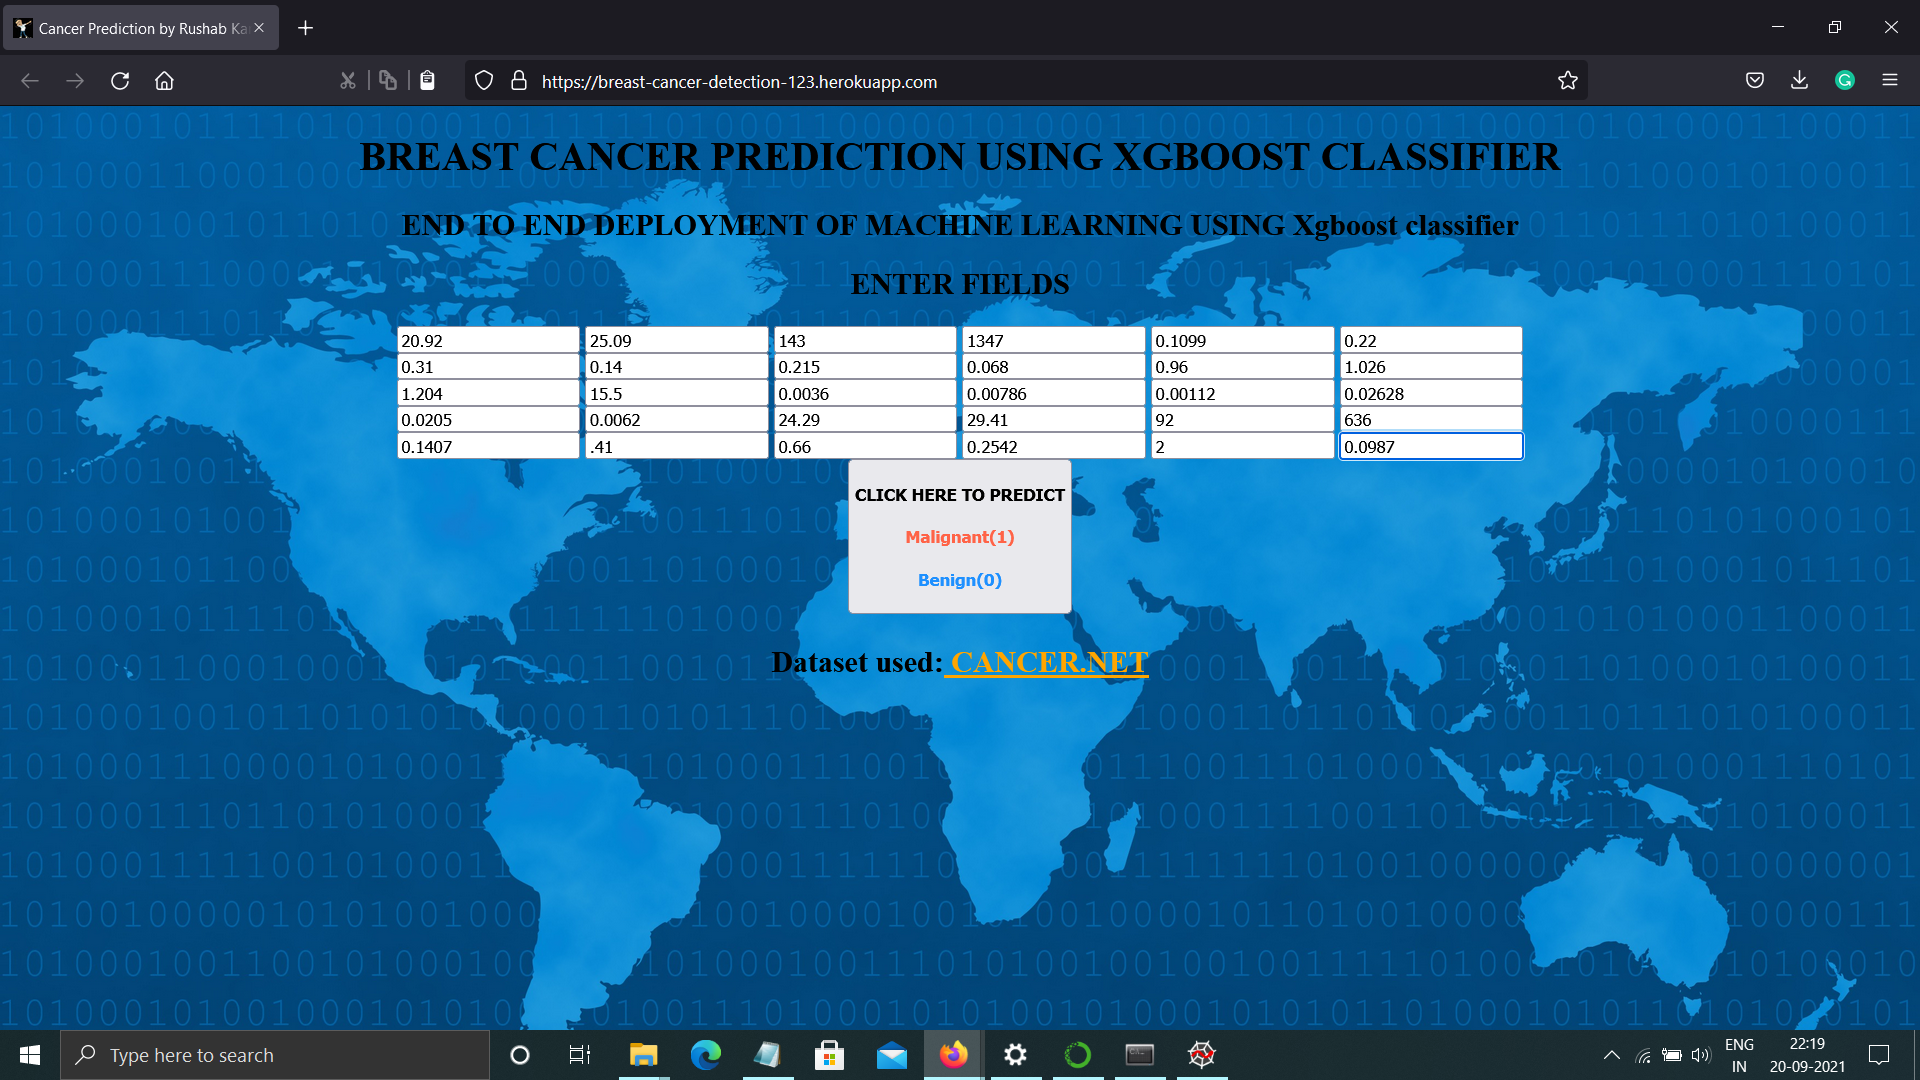 Cancer Prediction by Rushab Ka
https://breast-cancer-detection-123.herokuapp.com
BREAST CANCER PREDICTION USING XGBOOST CLASSIFIER
END TO END DEPLOYMENT OF MACHINE LEARNING USING Xgboost classifier
ENTER FIELDS
20.92 25.09 143 1347 0.1099 0.22
0.31 0.14 0.215 0.068 0.96 1.026
1.204 15.5 0.0036 0.00786 0.00112 0.02628
0.0205 0.0062 24.29 29.41 92 636
0.1407 .41 0.66 0.2542 2 0.0987
CLICK HERE TO PREDICT
Malignant(1)
Benign(0)
Dataset used: CANCER.NET
Type here to search
ENG
IN
22:19
20-09-2021